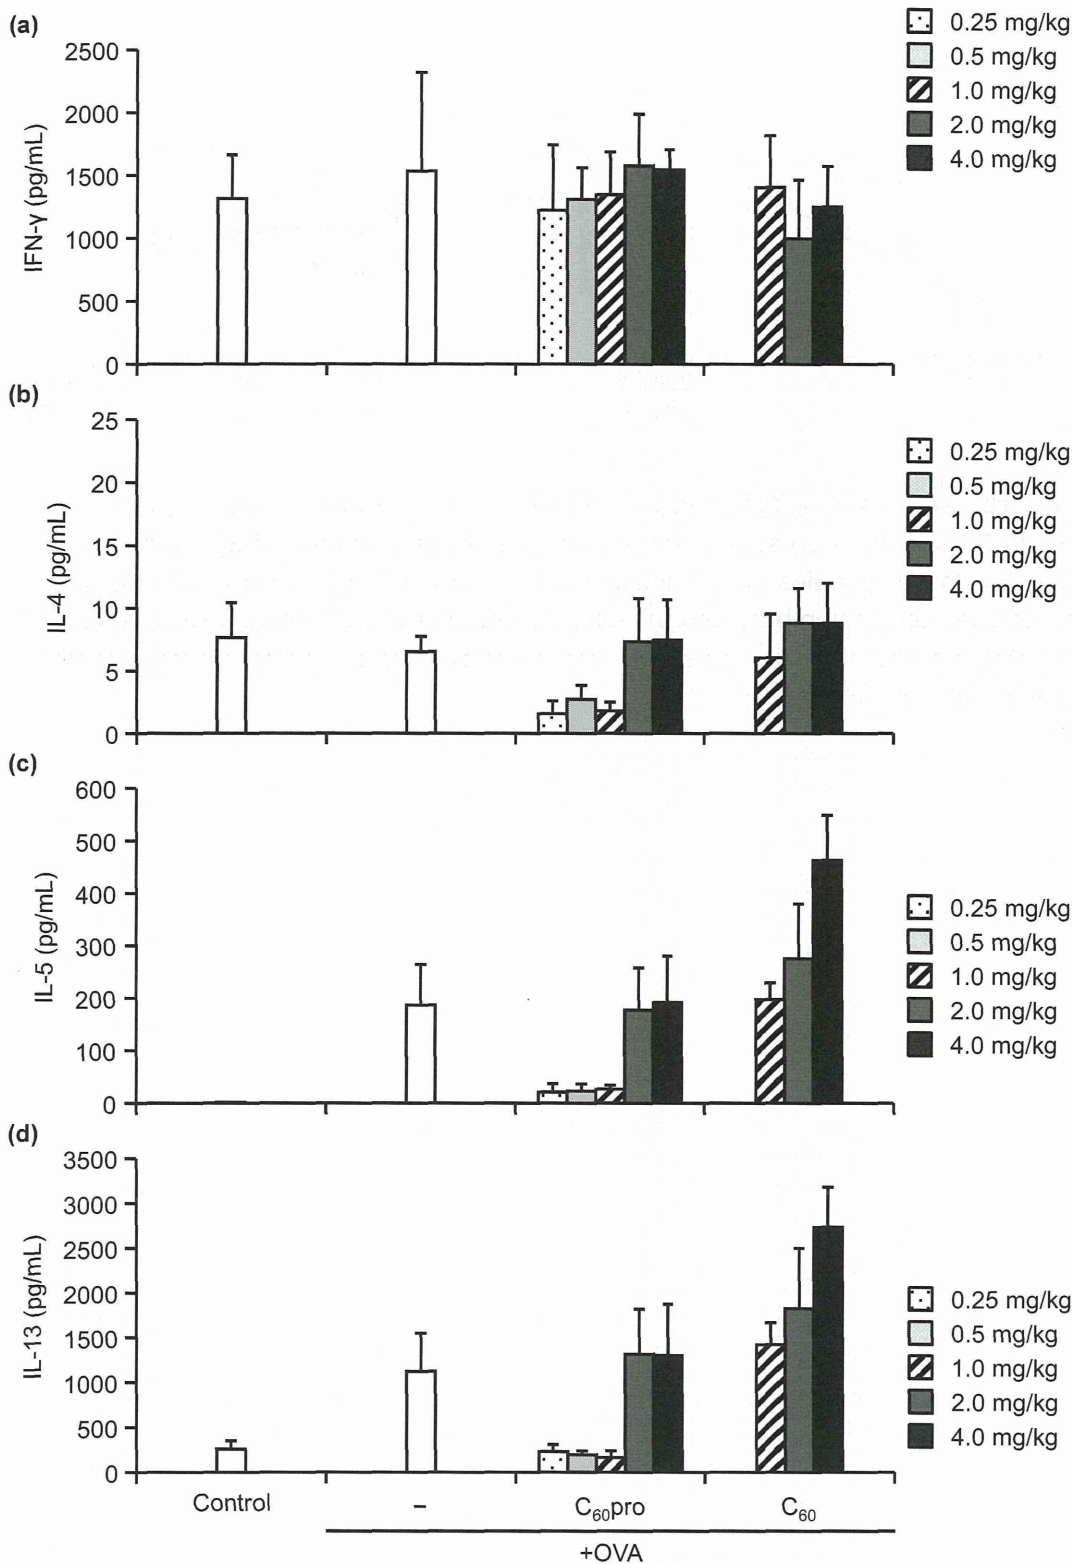 (a)
IFN-γ (pg/mL)
2500
2000
1500
1000
500
0
0.25 mg/kg
0.5 mg/kg
1.0 mg/kg
2.0 mg/kg
4.0 mg/kg
(b)
IL-4 (pg/mL)
25
20
15
10
5
0
0.25 mg/kg
0.5 mg/kg
1.0 mg/kg
2.0 mg/kg
4.0 mg/kg
(c)
IL-5 (pg/mL)
600
500
400
300
200
100
0
0.25 mg/kg
0.5 mg/kg
1.0 mg/kg
2.0 mg/kg
4.0 mg/kg
(d)
IL-13 (pg/mL)
3500
3000
2500
2000
1500
1000
500
0
0.25 mg/kg
0.5 mg/kg
1.0 mg/kg
2.0 mg/kg
4.0 mg/kg
Control – C₆₀pro C₆₀
+OVA